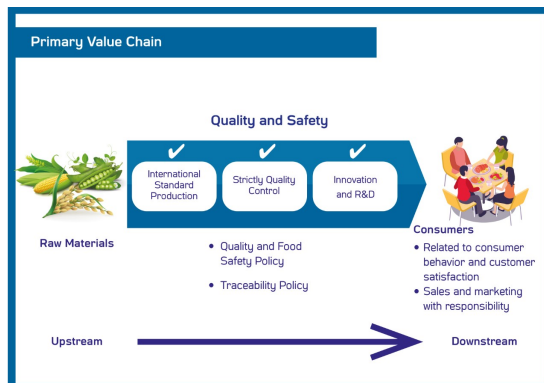 Primary Value Chain
Quality and Safety
International
Standard
Production
Strictly Quality
Control
Innovation
and R&D
Raw Materials
• Quality and Food
Safety Policy
• Traceability Policy
Consumers
• Related to consumer
behavior and customer
satisfaction
• Sales and marketing
with responsibility
Upstream
Downstream